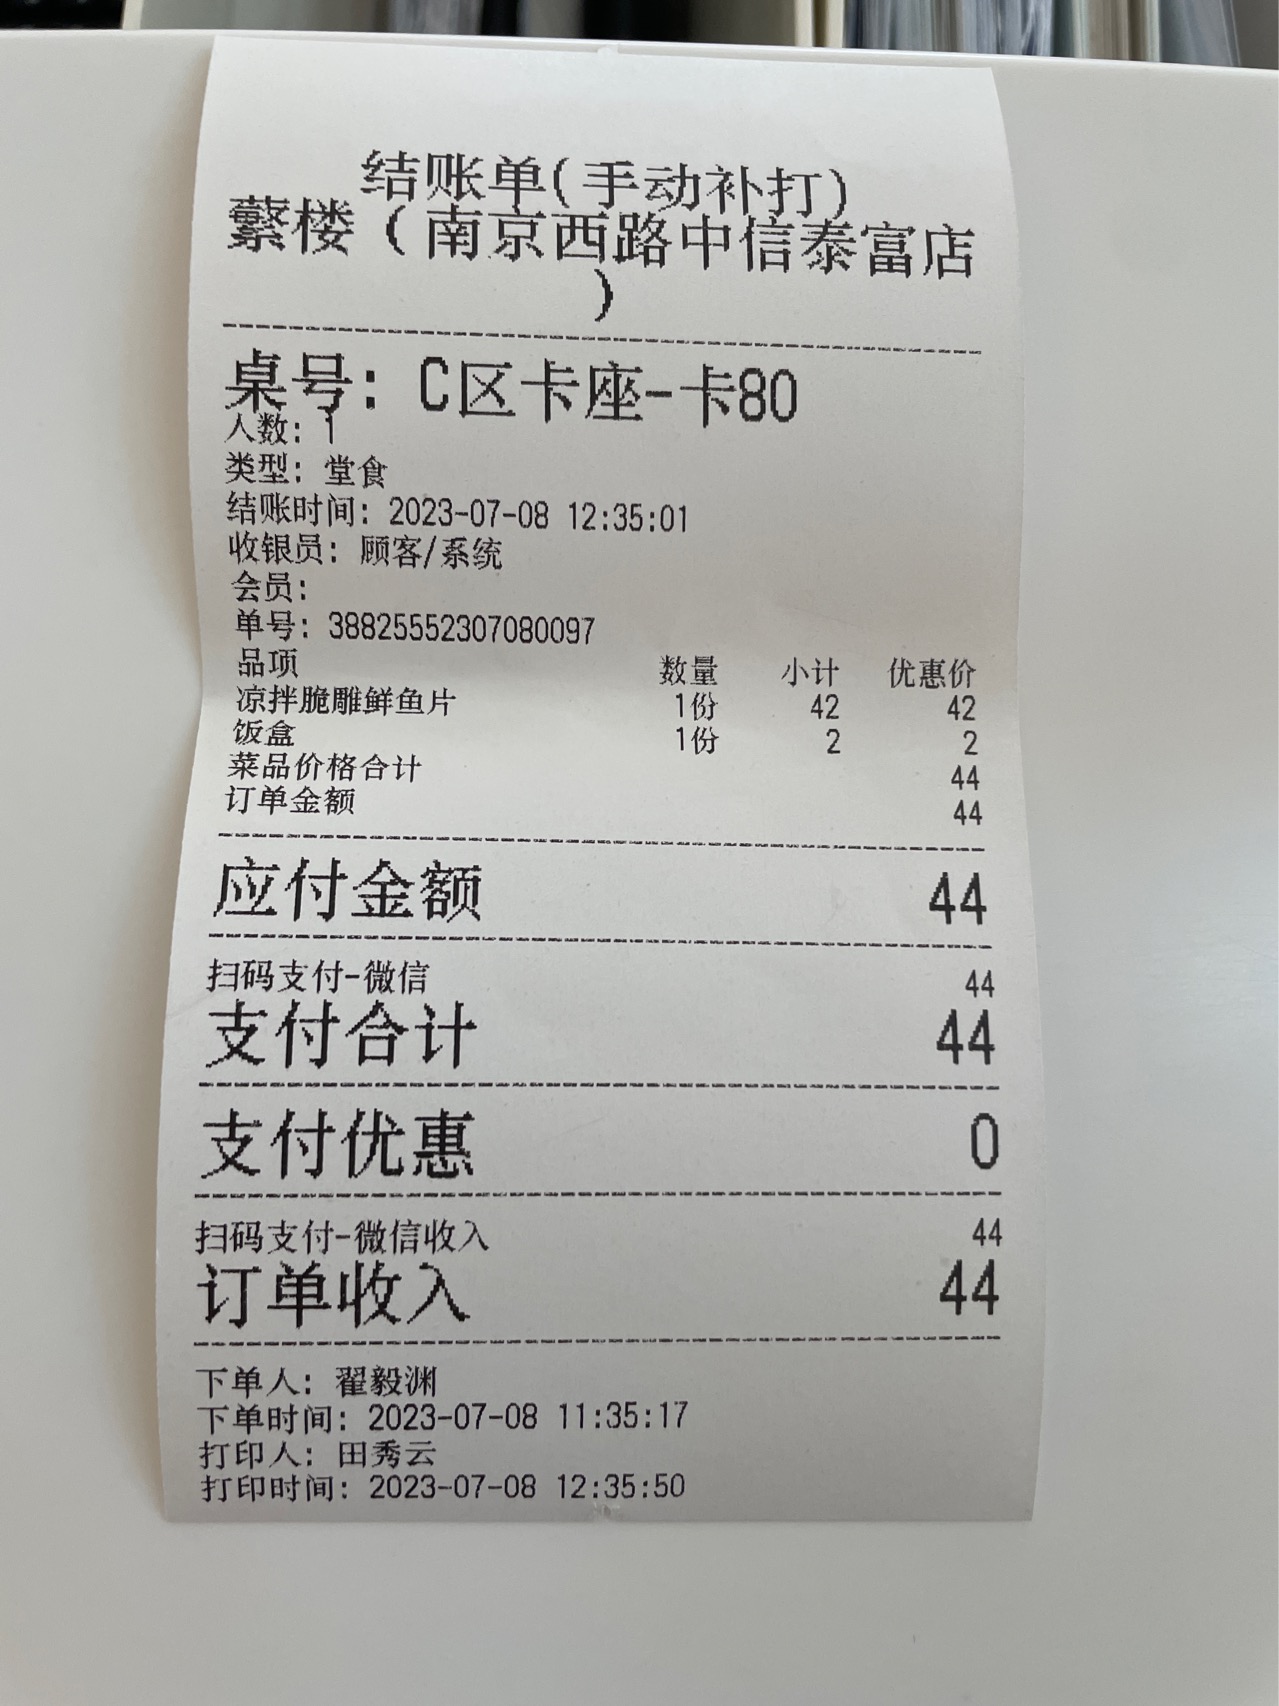 结账单(手动补打)
蘩楼（南京西路中信泰富店
）
桌号: C区卡座-卡80
人数: 1
类型: 堂食
结账时间: 2023-07-08 12:35:01
收银员: 顾客/系统
会员:
单号: 38825552307080097
品项 数量 小计 优惠价
凉拌脆雕鲜鱼片 1份 42 42
饭盒 1份 2 2
菜品价格合计 44
订单金额 44
应付金额 44
扫码支付-微信 44
支付合计 44
支付优惠 0
扫码支付-微信收入 44
订单收入 44
下单人: 翟毅渊
下单时间: 2023-07-08 11:35:17
打印人: 田秀云
打印时间: 2023-07-08 12:35:50